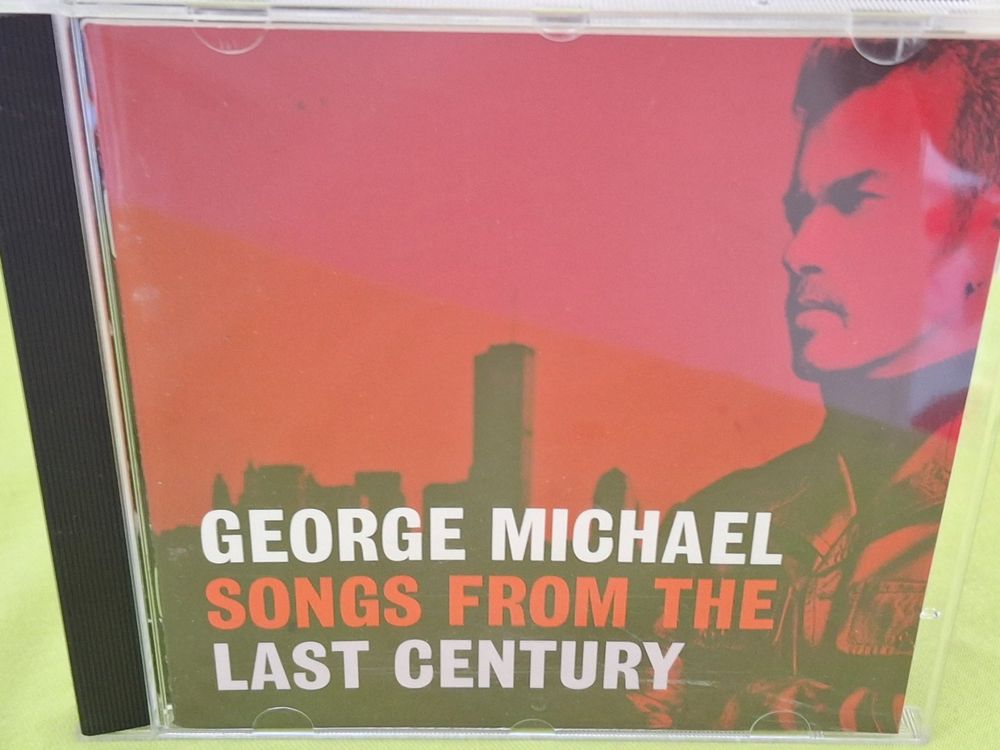 GEORGE MICHAEL
SONGS FROM THE
LAST CENTURY